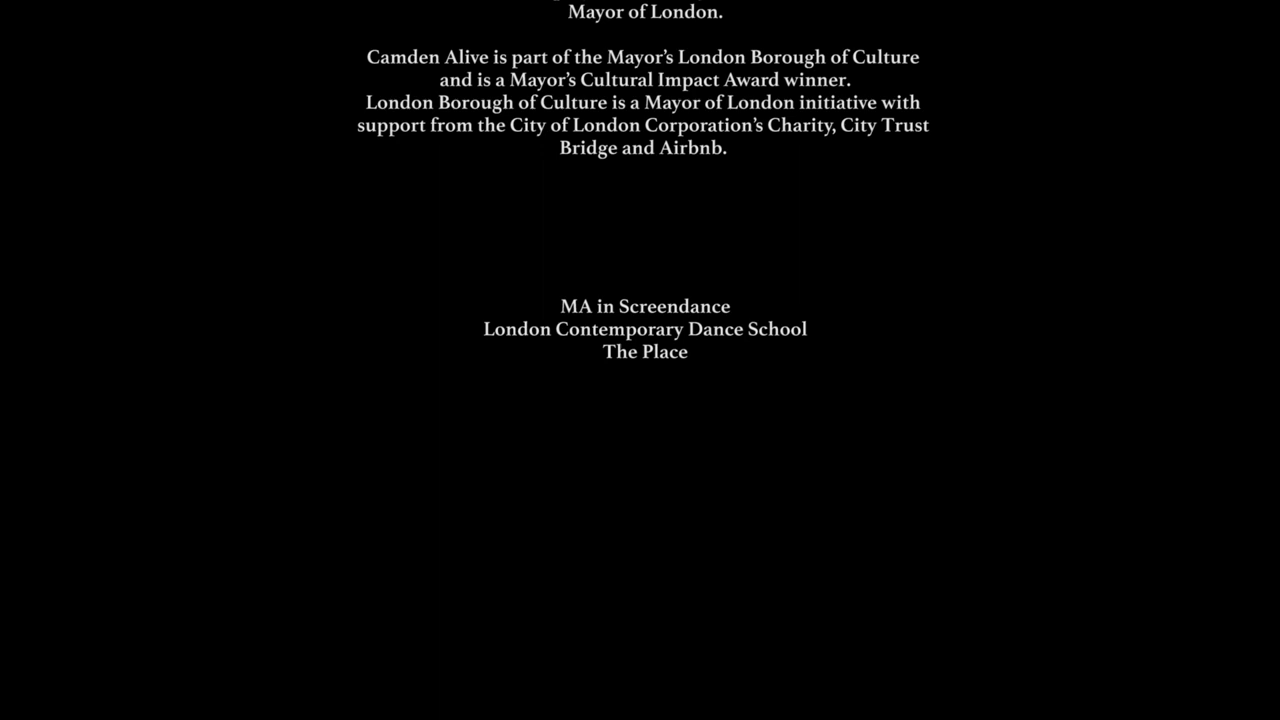 Mayor of London.
Camden Alive is part of the Mayor’s London Borough of Culture
and is a Mayor’s Cultural Impact Award winner.
London Borough of Culture is a Mayor of London initiative with
support from the City of London Corporation’s Charity, City Trust
Bridge and Airbnb.
MA in Screendance
London Contemporary Dance School
The Place